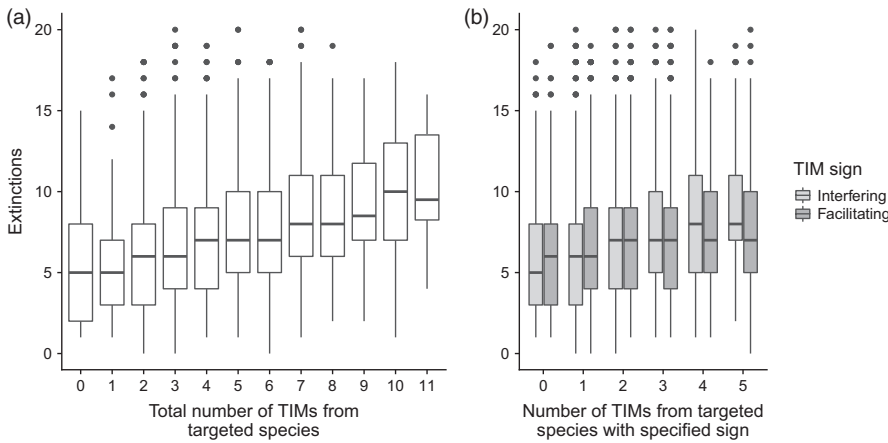 (a)
20
15
10
5
0
Extinctions
0 1 2 3 4 5 6 7 8 9 10 11
Total number of TIMs from
targeted species
(b)
20
15
10
5
0
0 1 2 3 4 5
Number of TIMs from targeted
species with specified sign
TIM sign
Interfering
Facilitating